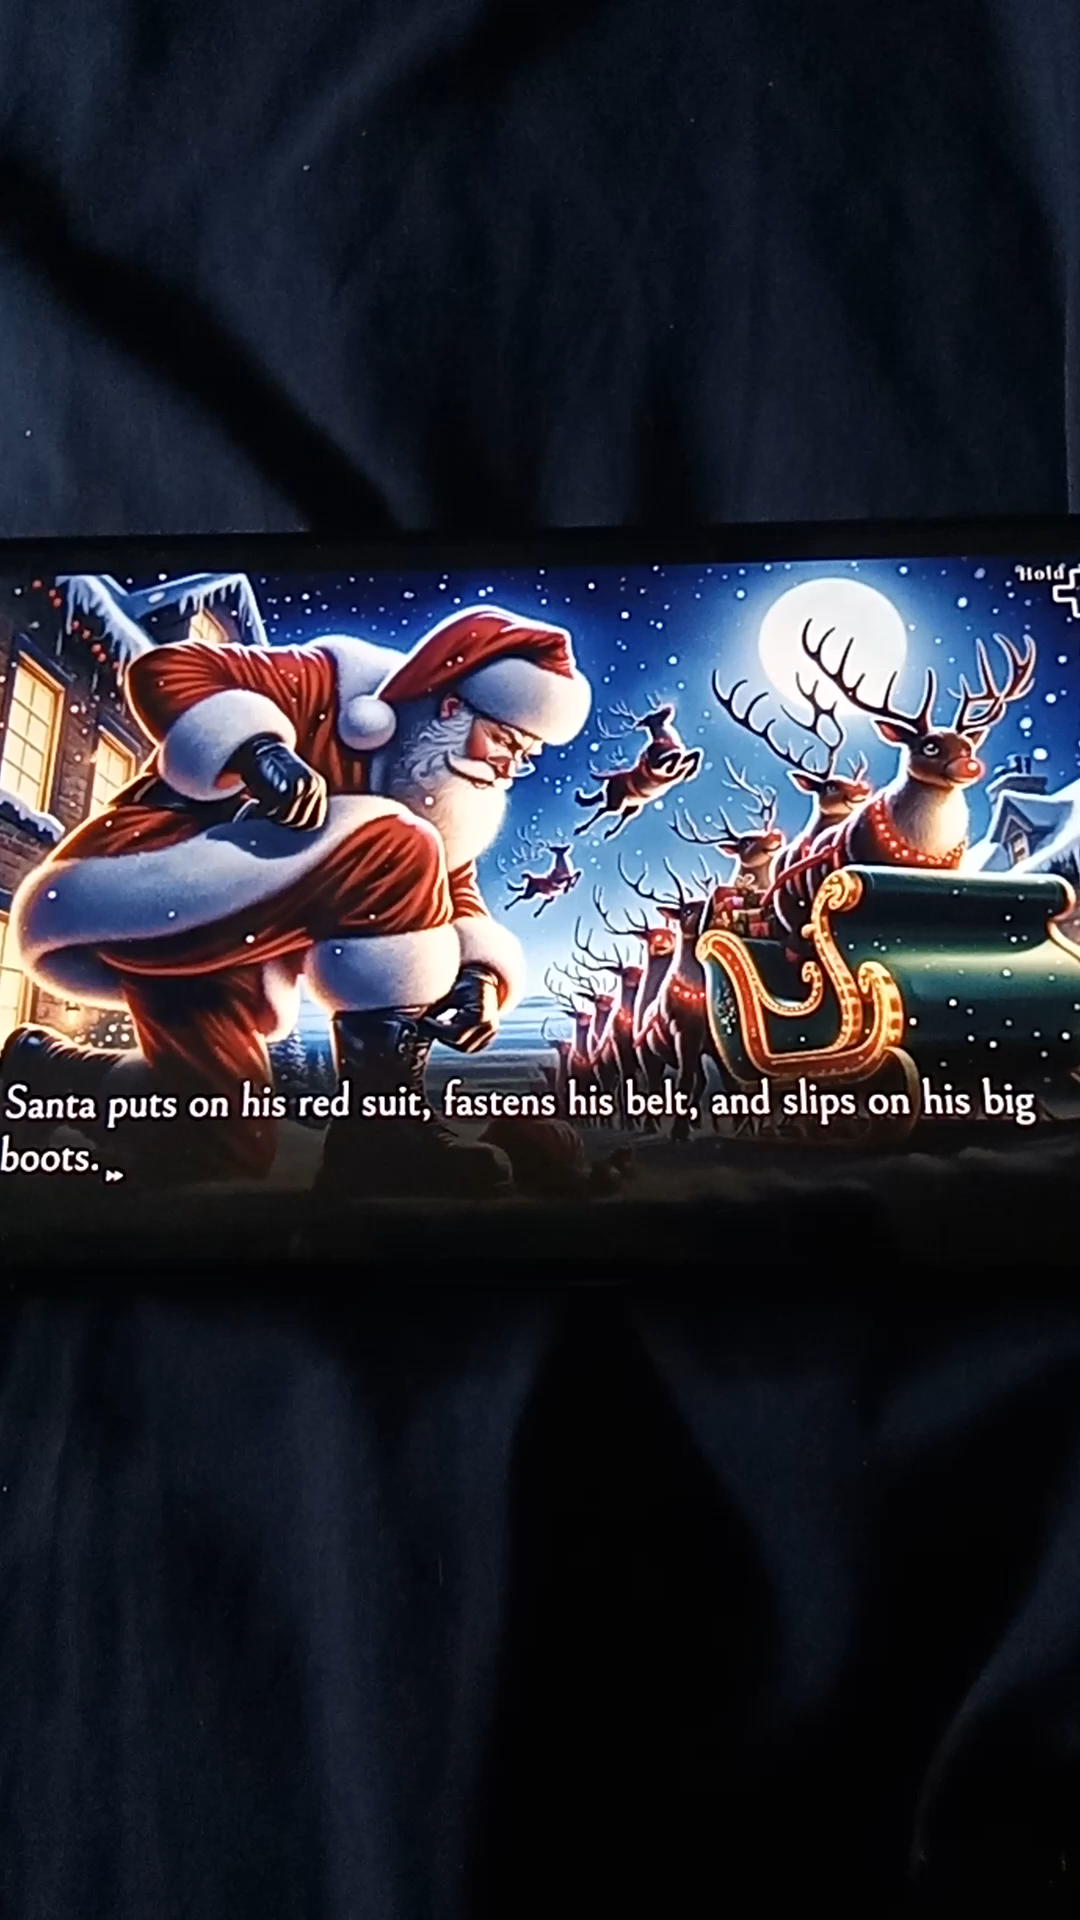 Hold
Santa puts on his red suit, fastens his belt, and slips on his big
boots.